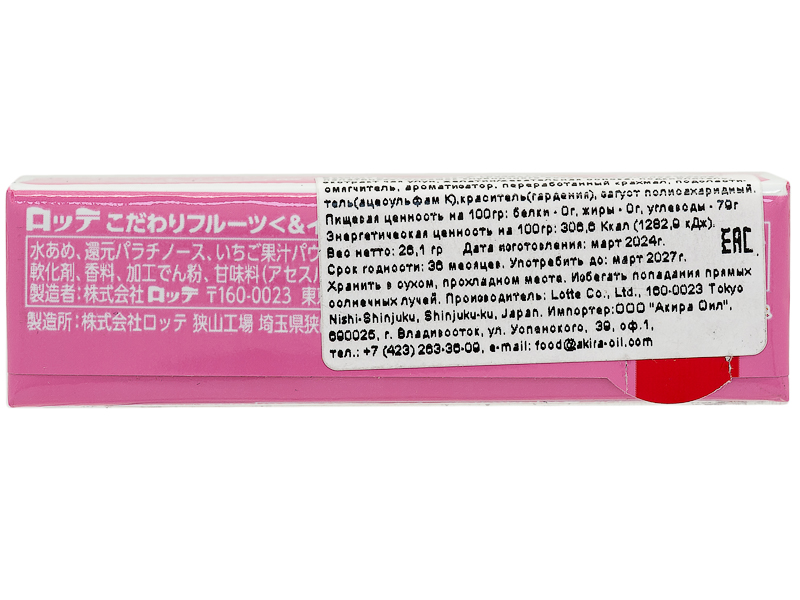 ロッテ こだわりフルーツ<&イ
水あめ、還元パラチノース、いちご果汁パウ
軟化剤、香料、加工でん粉、甘味料(アセスル
製造者:株式会社ロッテ 〒160-0023 東京
製造所:株式会社ロッテ 狭山工場 埼玉県狭
смягчитель, ароматизатор, переработанный крахмал, подсласти-
тель(ацесульфам К),краситель(гардения), загуст полисахаридный.
Пищевая ценность на 100гр: белки - 0г, жиры - 0г, углеводы - 79г
Энергетическая ценность на 100гр: 306,6 Ккал (1282,9 кДж).
Вес нетто: 26,1 гр Дата изготовления: март 2024г.
Срок годности: 36 месяцев. Употребить до: март 2027г.
Хранить в сухом, прохладном месте. Избегать попадания прямых
солнечных лучей. Производитель: Lotte Co., Ltd., 160-0023 Tokyo
Nishi-Shinjuku, Shinjuku-ku, Japan. Импортер:ООО "Акира Оил",
690025, г. Владивосток, ул. Успенского, 39, оф.1,
тел.: +7 (423) 263-36-09, e-mail: food@akira-oil.com
EAC